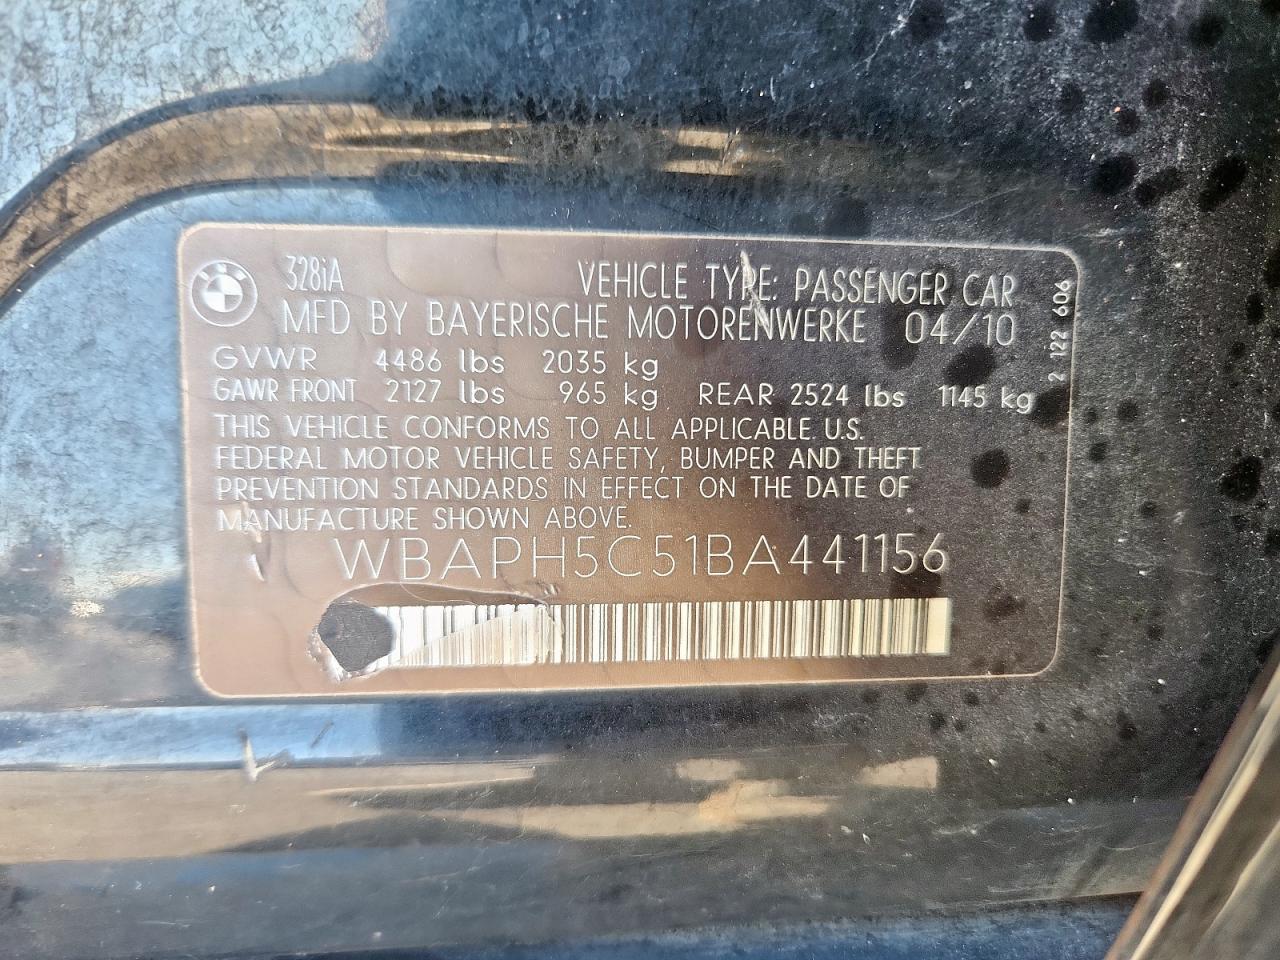 328iA VEHICLE TYPE: PASSENGER CAR
MFD BY BAYERISCHE MOTORENWERKE 04/10
GVWR 4486 lbs 2035 kg
GAWR FRONT 2127 lbs 965 kg REAR 2524 lbs 1145 kg
THIS VEHICLE CONFORMS TO ALL APPLICABLE U.S.
FEDERAL MOTOR VEHICLE SAFETY, BUMPER AND THEFT
PREVENTION STANDARDS IN EFFECT ON THE DATE OF
MANUFACTURE SHOWN ABOVE.
WBAPH5C51BA441156
2 122 606